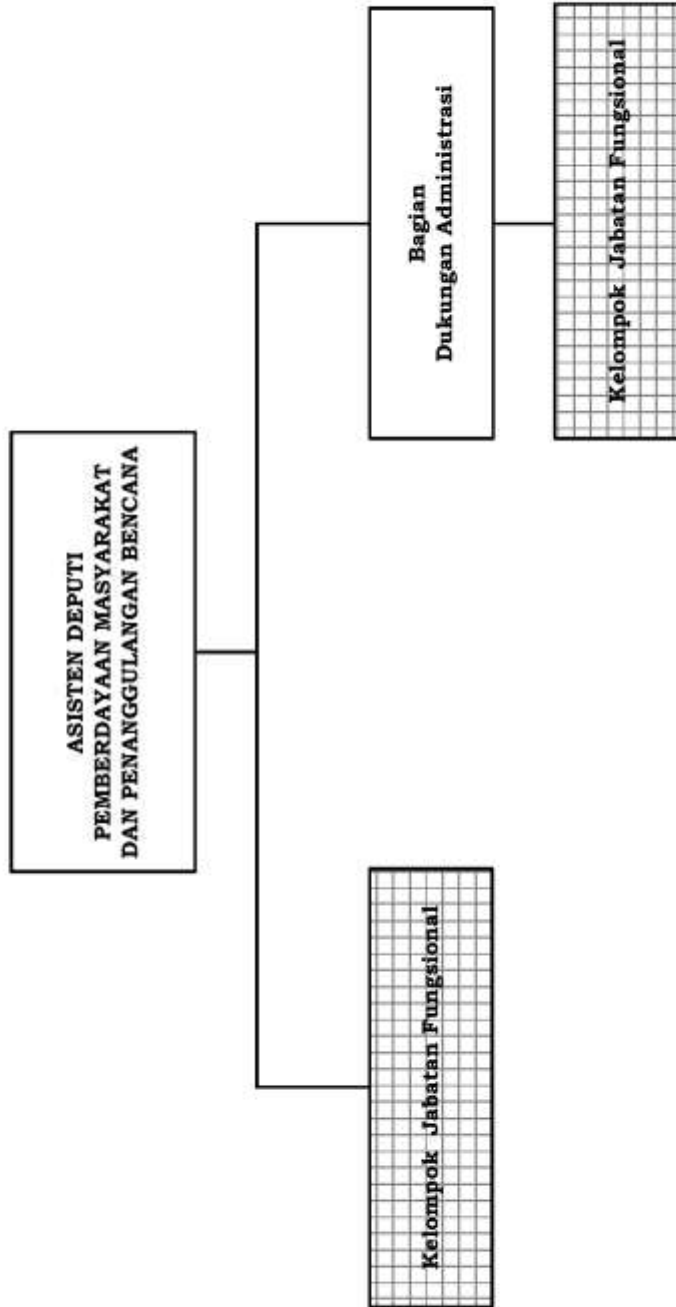 ASISTEN DEPUTI
PEMBERDAYAAN MASYARAKAT
DAN PENANGGULANGAN BENCANA
Kelompok Jabatan Fungsional
Bagian
Dukungan Administrasi
Kelompok Jabatan Fungsional